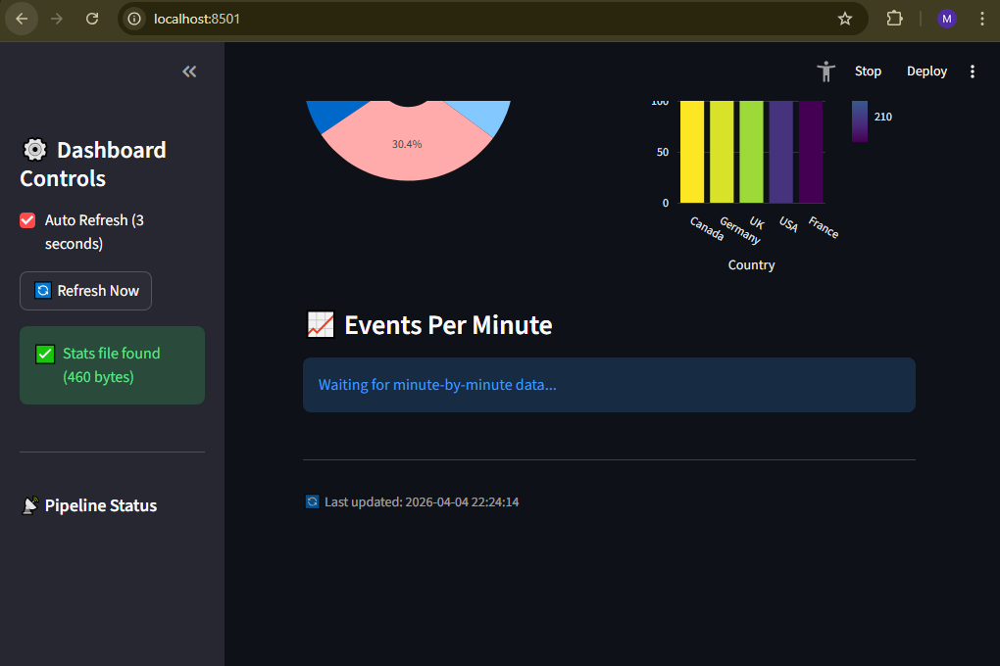 localhost:8501
M
Stop
Deploy
Dashboard
Controls
Auto Refresh (3
seconds)
Refresh Now
Stats file found
(460 bytes)
Pipeline Status
30.4%
100
50
0
Canada
Germany
UK
USA
France
Country
210
Events Per Minute
Waiting for minute-by-minute data...
Last updated: 2026-04-04 22:24:14